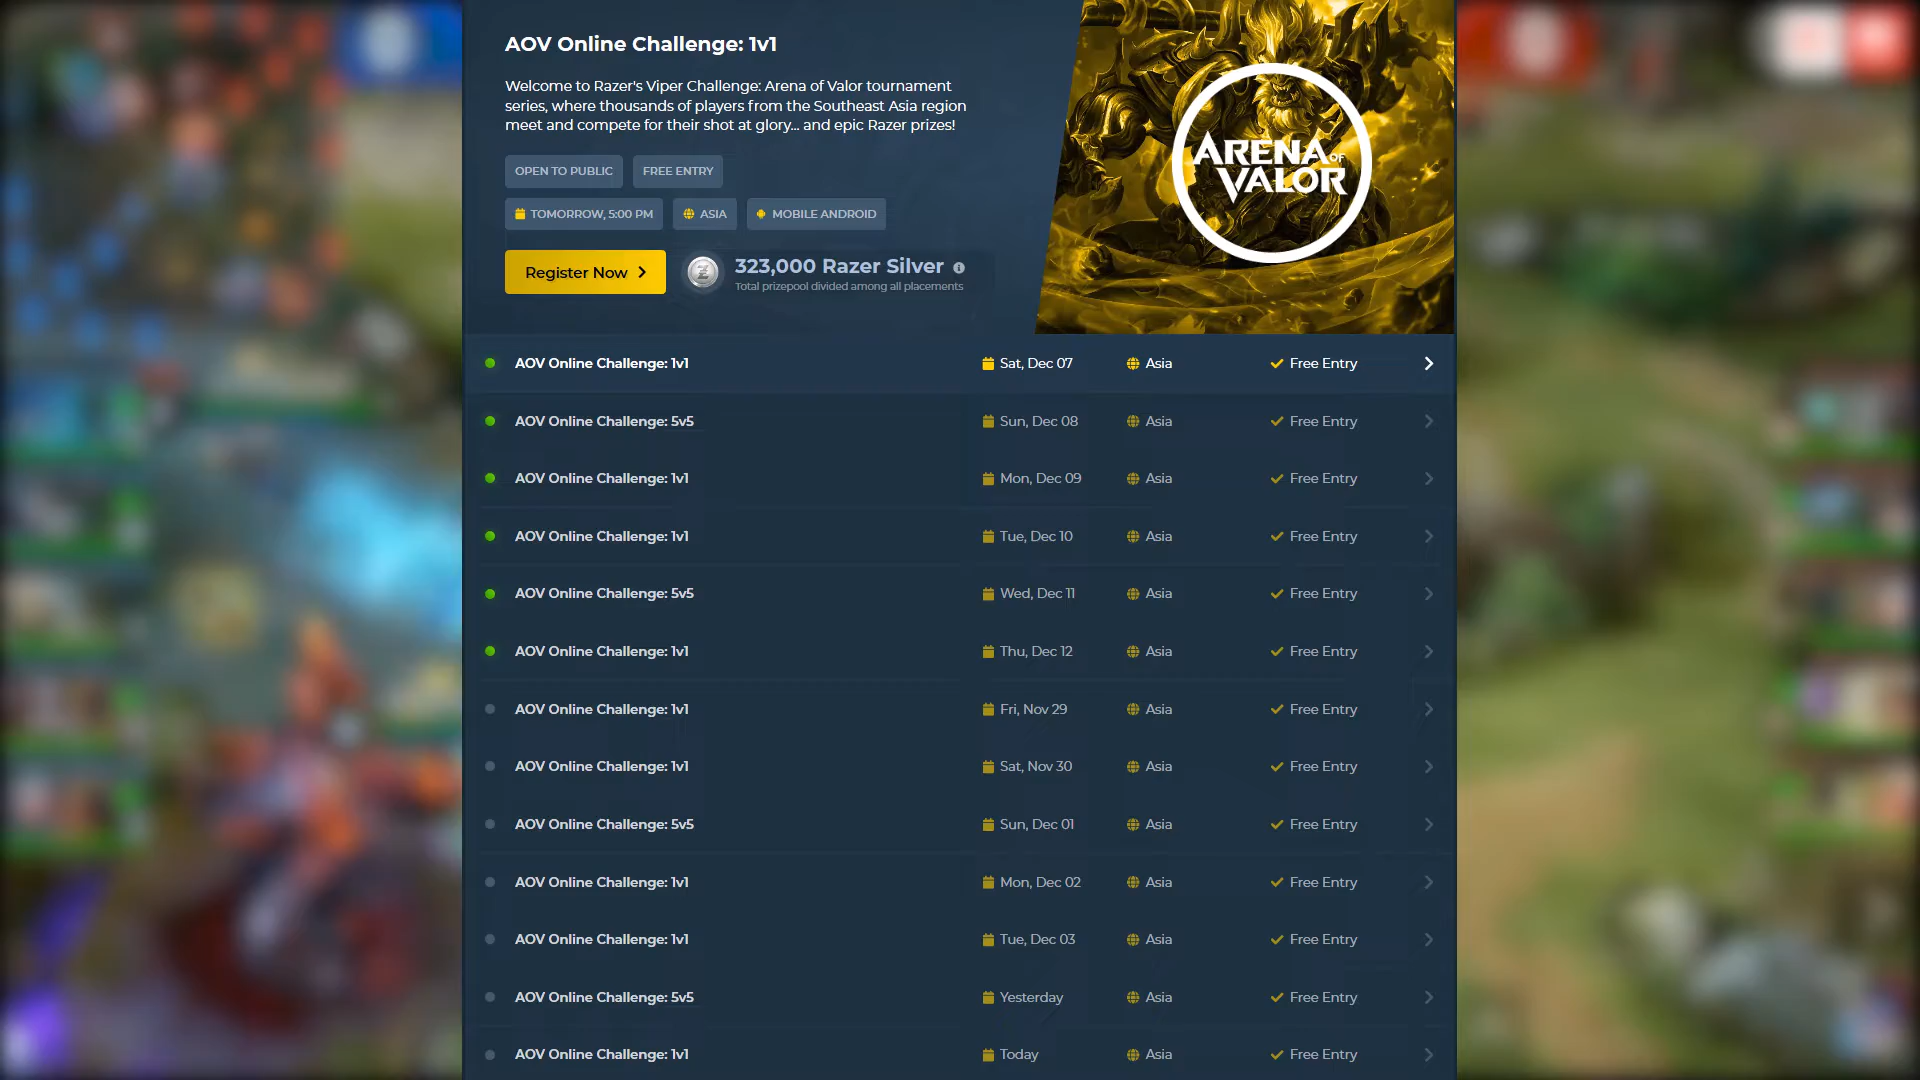 AOV Online Challenge: 1v1
Welcome to Razer's Viper Challenge: Arena of Valor tournament
series, where thousands of players from the Southeast Asia region
meet and compete for their shot at glory... and epic Razer prizes!
OPEN TO PUBLIC FREE ENTRY
TOMORROW, 5:00 PM ASIA MOBILE ANDROID
Register Now 323,000 Razer Silver
Total prizepool divided among all placements
ARENA OF
VALOR
AOV Online Challenge: 1v1 Sat, Dec 07 Asia Free Entry
AOV Online Challenge: 5v5 Sun, Dec 08 Asia Free Entry
AOV Online Challenge: 1v1 Mon, Dec 09 Asia Free Entry
AOV Online Challenge: 1v1 Tue, Dec 10 Asia Free Entry
AOV Online Challenge: 5v5 Wed, Dec 11 Asia Free Entry
AOV Online Challenge: 1v1 Thu, Dec 12 Asia Free Entry
AOV Online Challenge: 1v1 Fri, Nov 29 Asia Free Entry
AOV Online Challenge: 1v1 Sat, Nov 30 Asia Free Entry
AOV Online Challenge: 5v5 Sun, Dec 01 Asia Free Entry
AOV Online Challenge: 1v1 Mon, Dec 02 Asia Free Entry
AOV Online Challenge: 1v1 Tue, Dec 03 Asia Free Entry
AOV Online Challenge: 5v5 Yesterday Asia Free Entry
AOV Online Challenge: 1v1 Today Asia Free Entry